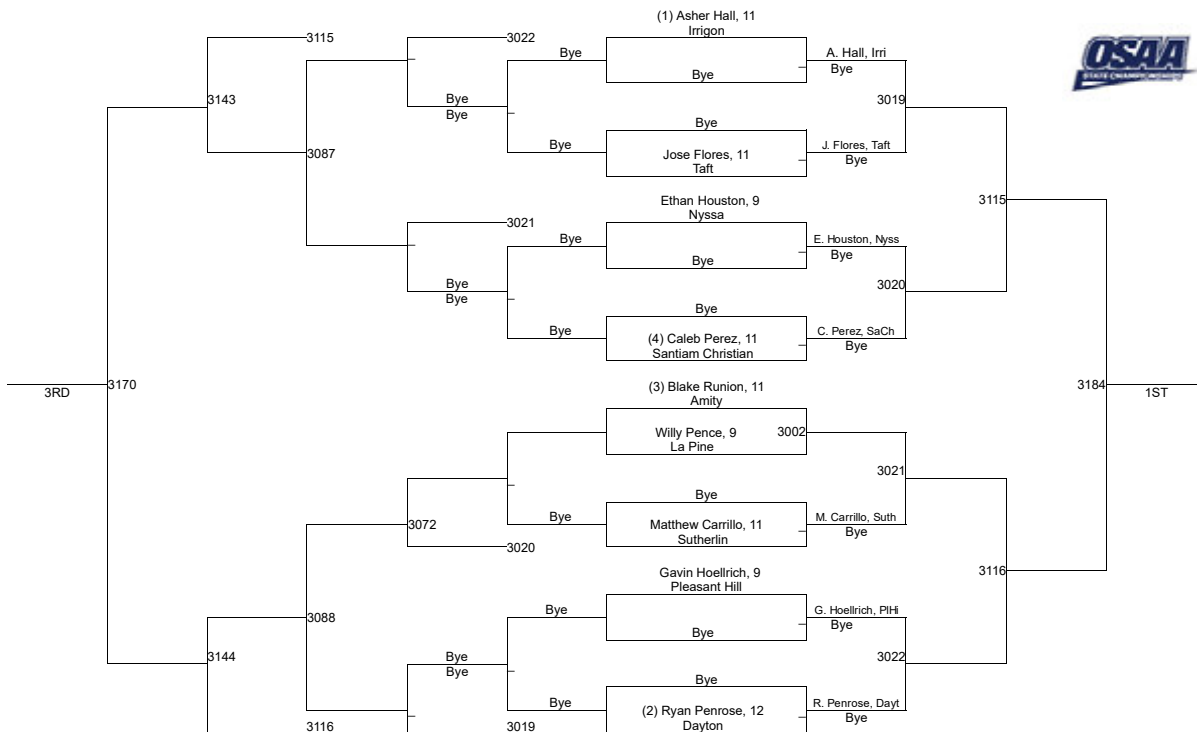 (1) Asher Hall, 11
Irrigon
OSAA
STATE CHAMPIONSHIPS
3115
3022
Bye
Bye
A. Hall, Irri
Bye
3143
Bye
Bye
3019
Bye
3087
Bye
Jose Flores, 11
Taft
J. Flores, Taft
Bye
Ethan Houston, 9
Nyssa
3115
3021
Bye
Bye
E. Houston, Nyss
Bye
Bye
Bye
3020
Bye
Bye
(4) Caleb Perez, 11
Santiam Christian
C. Perez, SaCh
Bye
3RD
3170
(3) Blake Runion, 11
Amity
3184
1ST
Willy Pence, 9
La Pine
3002
3021
Bye
3072
Bye
Matthew Carrillo, 11
Sutherlin
M. Carrillo, Suth
Bye
3020
Gavin Hoellrich, 9
Pleasant Hill
3116
3088
Bye
Bye
G. Hoellrich, PlHi
Bye
3144
Bye
Bye
3022
Bye
Bye
(2) Ryan Penrose, 12
Dayton
R. Penrose, Dayt
Bye
3116
3019